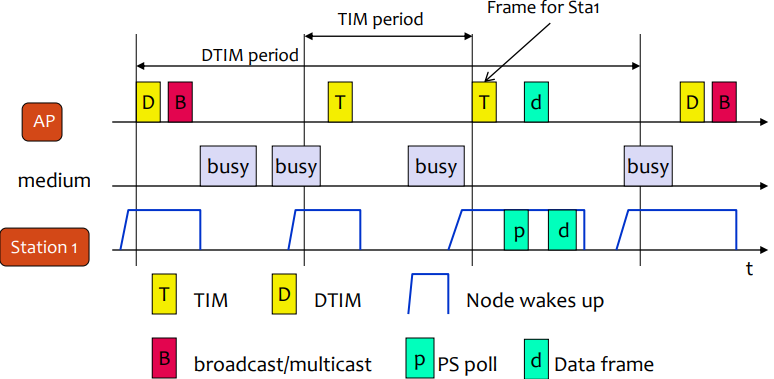 Frame for Sta1
TIM period
DTIM period
AP
D B T T d D B
medium
busy busy busy busy
Station 1
p d
t
T TIM D DTIM Node wakes up
B broadcast/multicast p PS poll d Data frame